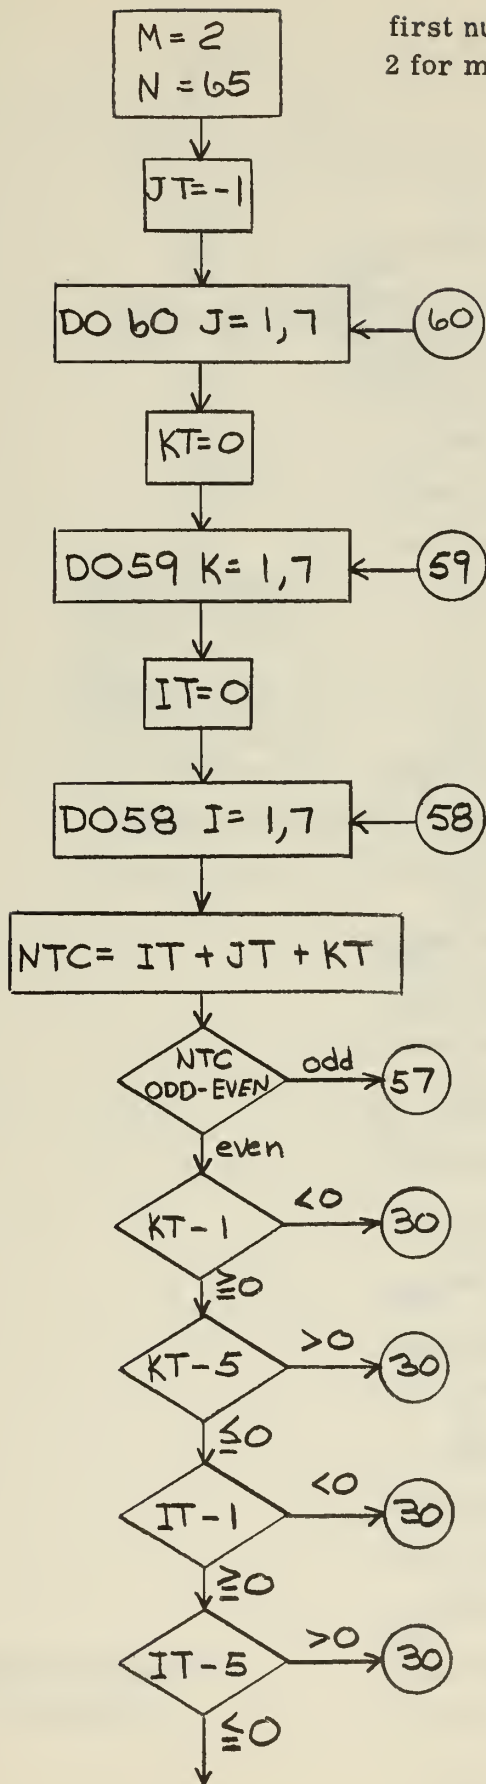 M = 2
N = 65
first nu
2 for m
JT=-1
DO 60 J = 1,7
60
KT=0
DO59 K= 1,7
59
IT=0
DO58 I= 1,7
58
NTC= IT + JT + KT
NTC
ODD-EVEN
odd
57
even
KT-1
<0
30
≧0
KT-5
>0
30
≦0
IT-1
<0
30
≧0
IT-5
>0
30
≦0